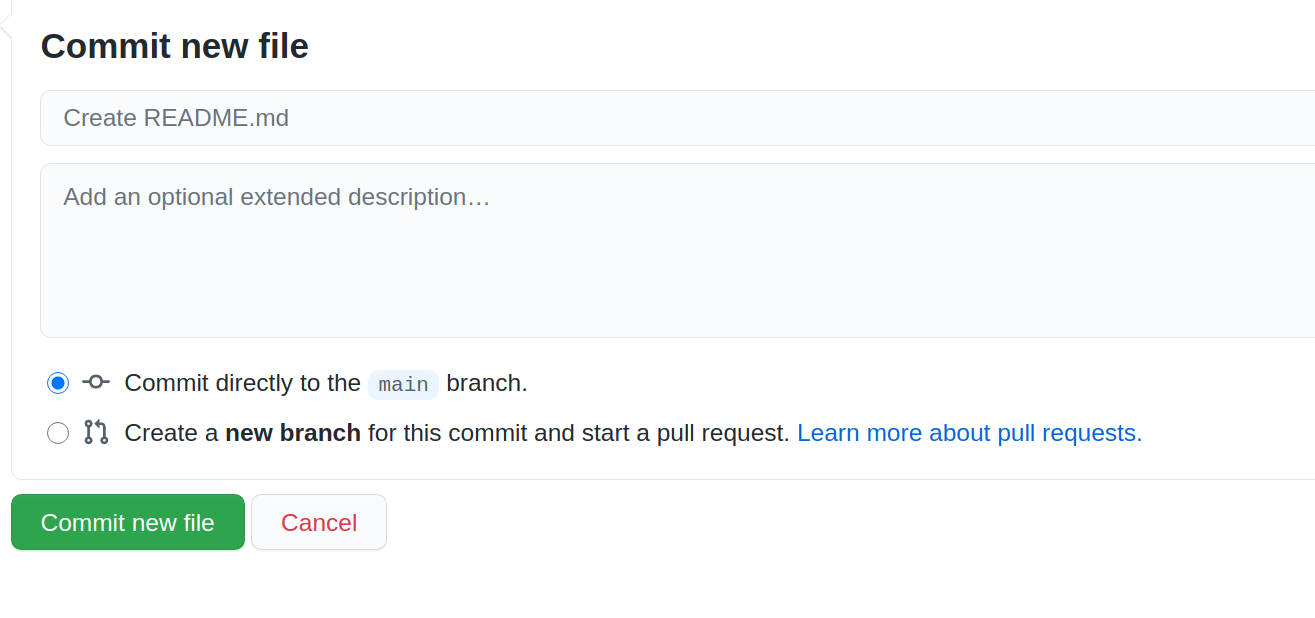 Commit new file
Create README.md
Add an optional extended description…
Commit directly to the main branch.
Create a new branch for this commit and start a pull request. Learn more about pull requests.
Commit new file Cancel